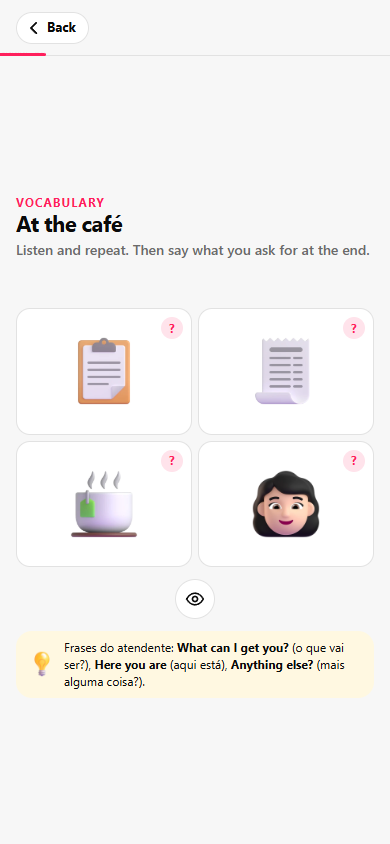 Back
VOCABULARY
At the café
Listen and repeat. Then say what you ask for at the end.
?
?
?
?
Frases do atendente: What can I get you? (o que vai
ser?), Here you are (aqui está), Anything else? (mais
alguma coisa?).